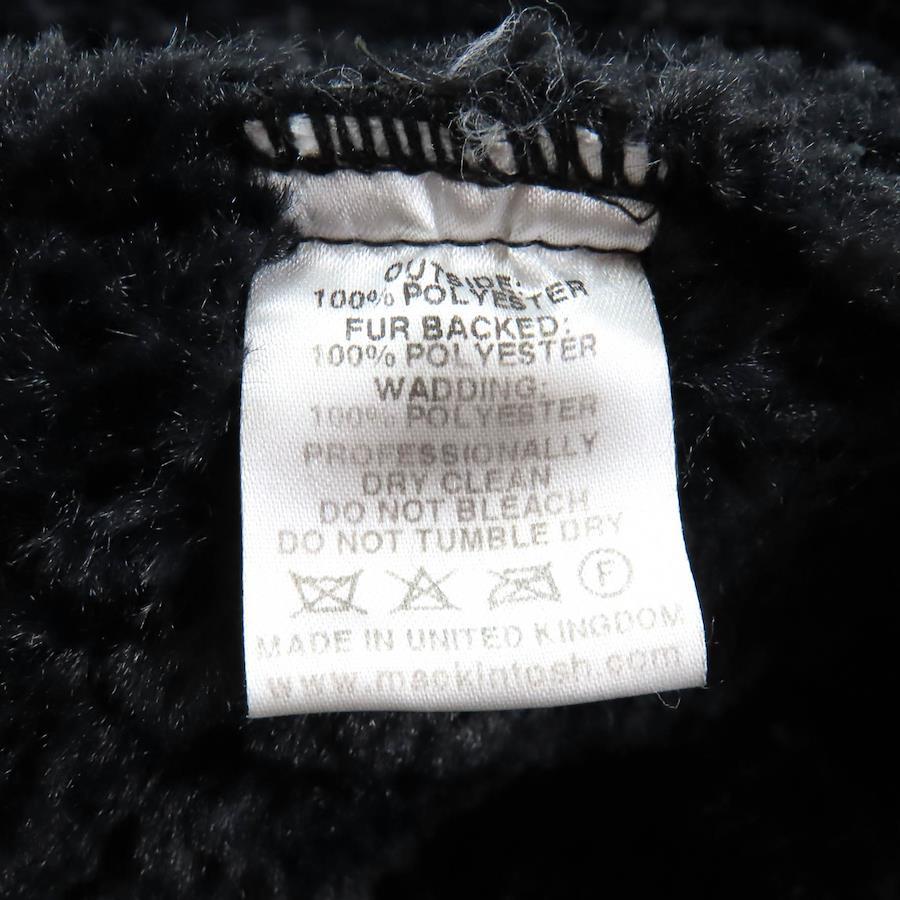 OUTSIDE:
100% POLYESTER
FUR BACKED:
100% POLYESTER
WADDING:
100% POLYESTER
PROFESSIONALLY
DRY CLEAN
DO NOT BLEACH
DO NOT TUMBLE DRY
F
MADE IN UNITED KINGDOM
www.mackintosh.com